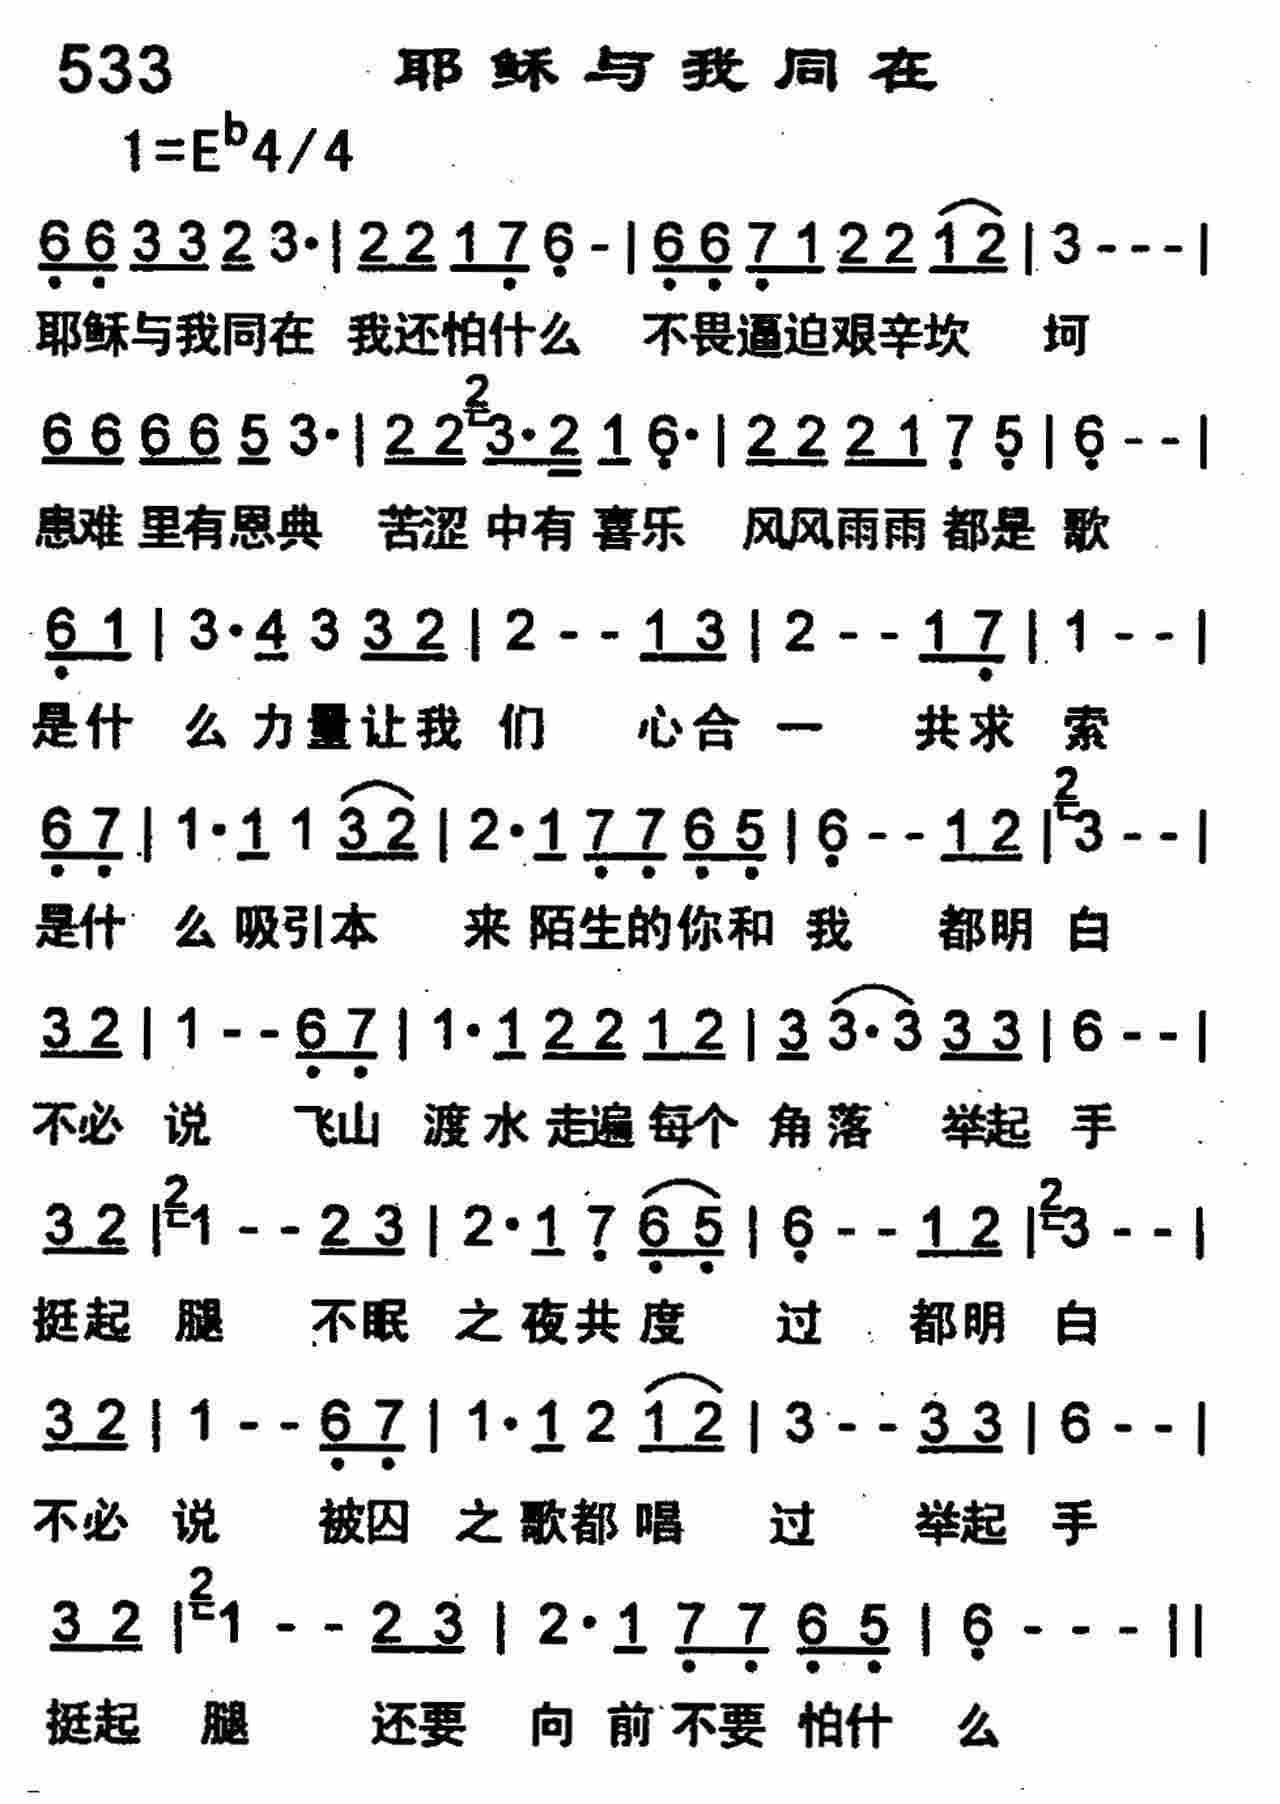 533 耶稣与我同在
1=E♭4/4
6 6 3 3 2 3·|2 2 1 7 6 -|6 6 7 1 2 2 1 2|3 - - -|
耶稣与我同在 我还怕什么 不畏逼迫艰辛坎 坷
6 6 6 6 5 3·|2 2 2 3·2 1 6·|2 2 2 1 7 5|6 - -|
患难里有恩典 苦涩中有喜乐 风风雨雨都是歌
6 1|3·4 3 3 2|2 - - 1 3|2 - - 1 7|1 - -|
是什么力量让我们 心合一 共求索
6 7|1·1 1 3 2|2·1 7 7 6 5|6 - - 1 2|2 3 - -|
是什么吸引本 来陌生的你和我 都明白
3 2|1 - - 6 7|1·1 2 2 1 2|3 3·3 3 3|6 - -|
不必说 飞山渡水走遍每个角落 举起手
3 2|2 1 - - 2 3|2·1 7 6 5|6 - - 1 2|2 3 - -|
挺起腿 不眠之夜共度 过 都明白
3 2|1 - - 6 7|1·1 2 1 2|3 - - 3 3|6 - -|
不必说 被囚之歌都唱 过 举起手
3 2|2 1 - - 2 3|2·1 7 7 6 5|6 - - -||
挺起腿 还要向前不要怕什么